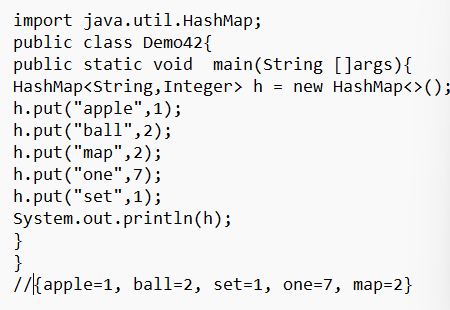 import java.util.HashMap;
public class Demo42{
public static void  main(String []args){
HashMap<String,Integer> h = new HashMap<>();
h.put("apple",1);
h.put("ball",2);
h.put("map",2);
h.put("one",7);
h.put("set",1);
System.out.println(h);
}
}
//{apple=1, ball=2, set=1, one=7, map=2}